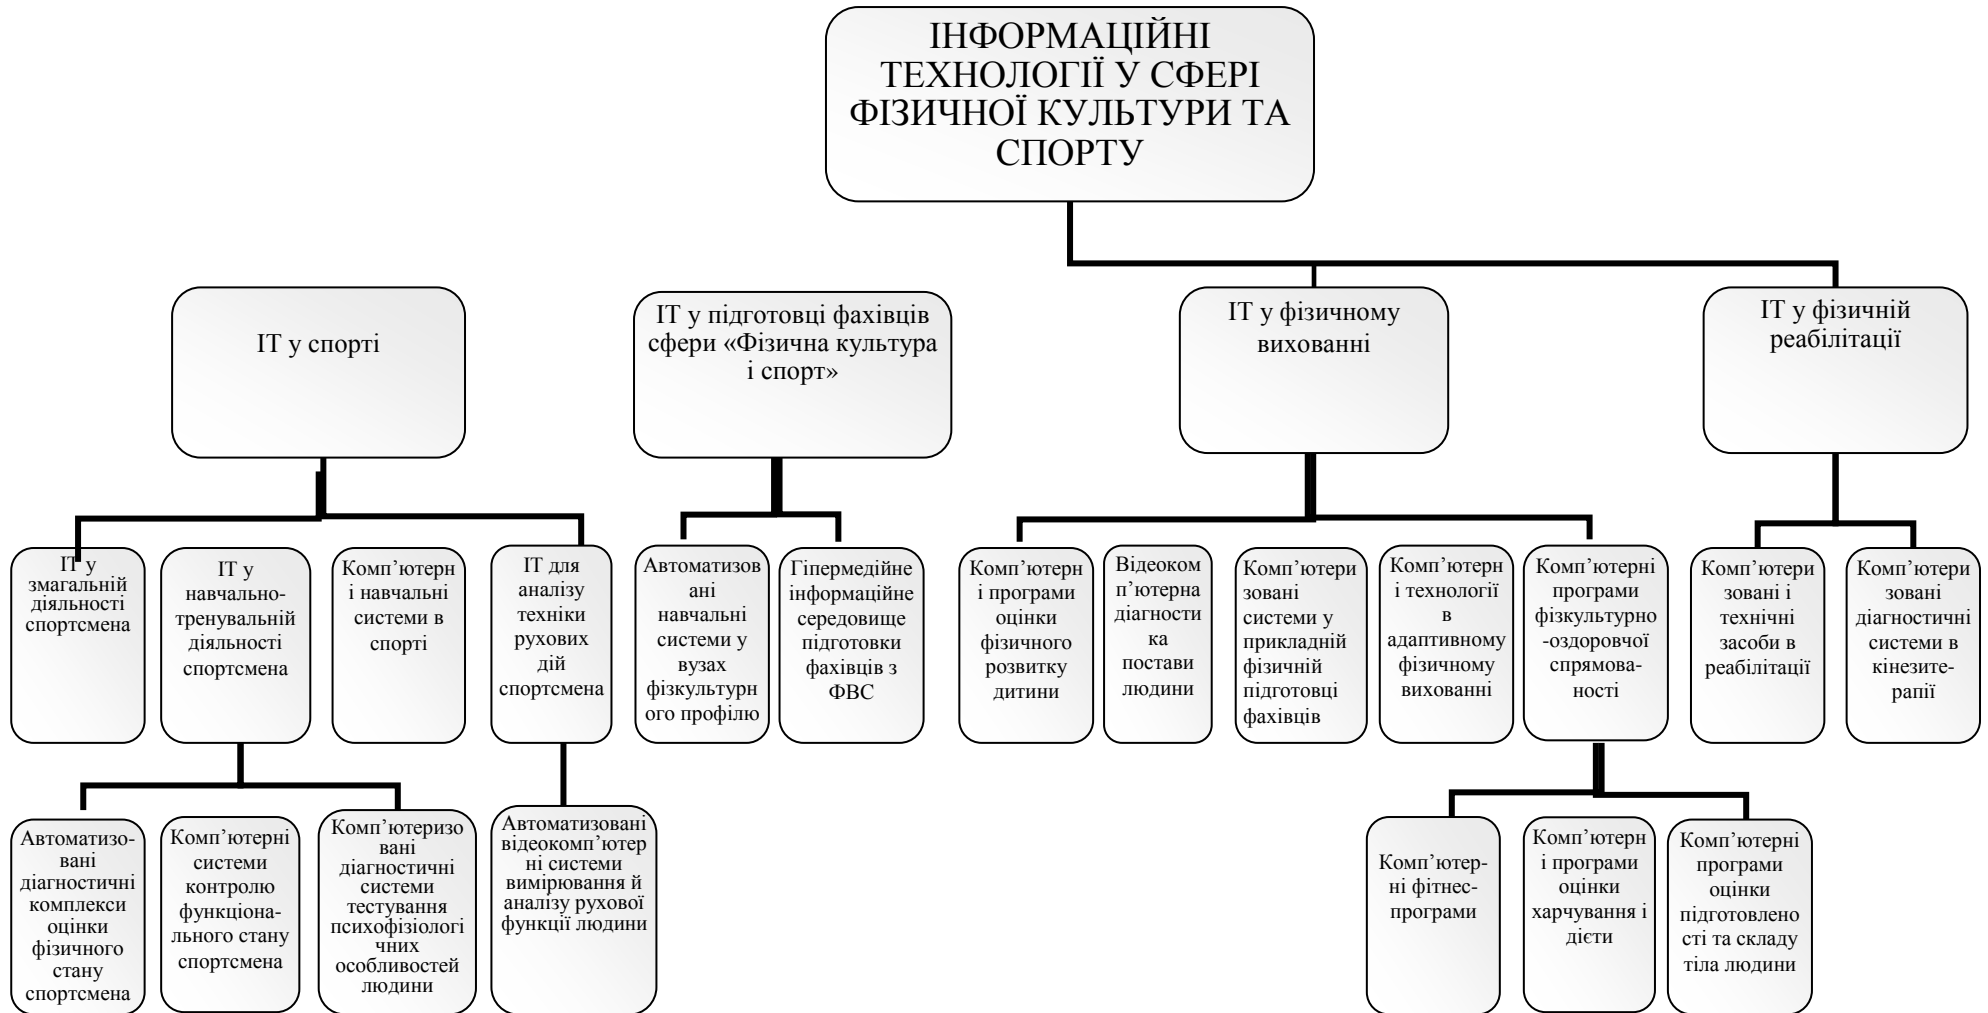 ІНФОРМАЦІЙНІ
ТЕХНОЛОГІЇ У СФЕРІ
ФІЗИЧНОЇ КУЛЬТУРИ ТА
СПОРТУ
ІТ у спорті
ІТ у підготовці фахівців
сфери «Фізична культура
і спорт»
ІТ у фізичному
вихованні
ІТ у фізичній
реабілітації
ІТ у
змагальній
діяльності
спортсмена
ІТ у
навчально-
тренувальній
діяльності
спортсмена
Комп’ютерн
і навчальні
системи в
спорті
ІТ для
аналізу
техніки
рухових
дій
спортсмена
Автоматизов
ані
навчальні
системи у
вузах
фізкультурн
ого профілю
Гіпермедійне
інформаційне
середовище
підготовки
фахівців з
ФВС
Комп’ютерн
і програми
оцінки
фізичного
розвитку
дитини
Відеоком
п’ютерна
діагности
ка
постави
людини
Комп’ютери
зовані
системи у
прикладній
фізичній
підготовці
фахівців
Комп’ютерн
і технології
в
адаптивному
фізичному
вихованні
Комп’ютерні
програми
фізкультурно
-оздоровчої
спрямова-
ності
Комп’ютери
зовані і
технічні
засоби в
реабілітації
Комп’ютери
зовані
діагностичні
системи в
кінезите-
рапії
Автоматизо-
вані
діагностичні
комплекси
оцінки
фізичного
стану
спортсмена
Комп’ютерні
системи
контролю
функціона-
льного стану
спортсмена
Комп’ютеризо
вані
діагностичні
системи
тестування
психофізіологі
чних
особливостей
людини
Автоматизовані
відеокомп’ютер
ні системи
вимірювання й
аналізу рухової
функції людини
Комп’ютер-
ні фітнес-
програми
Комп’ютерн
і програми
оцінки
харчування і
дієти
Комп’ютерні
програми
оцінки
підготовлено
сті та складу
тіла людини